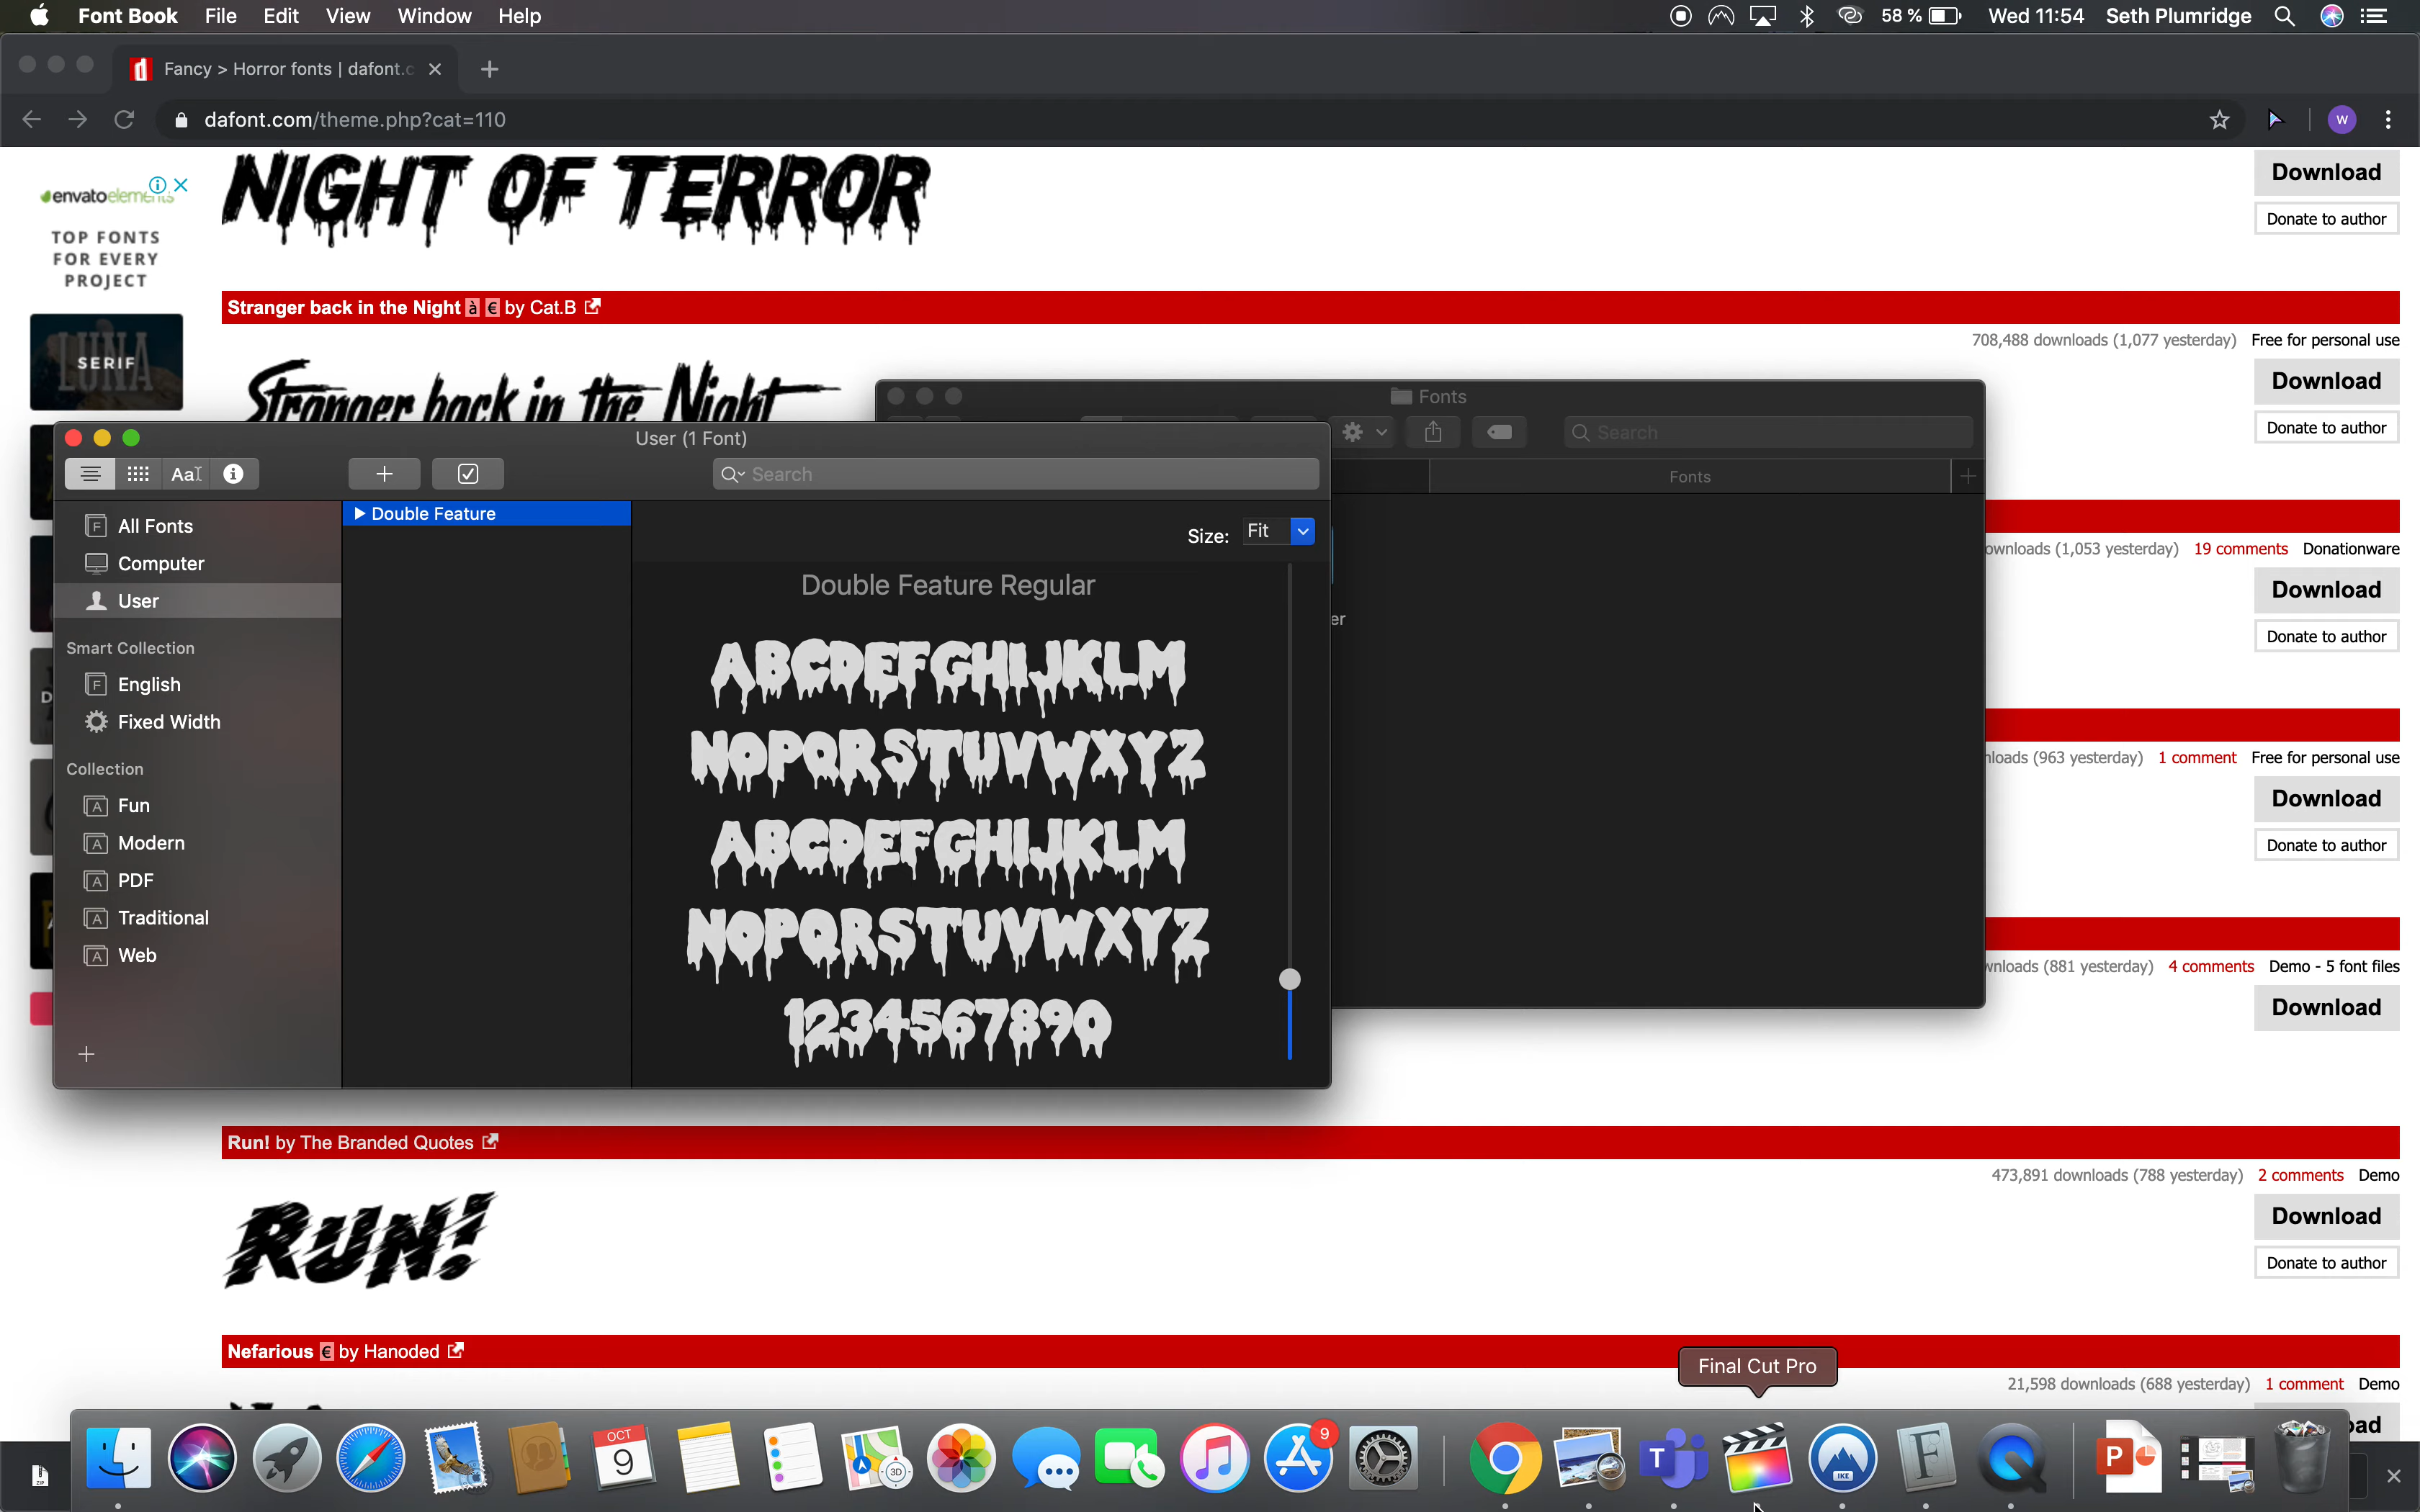 Font Book File Edit View Window Help
58 % Wed 11:54 Seth Plumridge
Fancy > Horror fonts | dafont.c
dafont.com/theme.php?cat=110
W
envatoelements
TOP FONTS
FOR EVERY
PROJECT
LUNA
SERIF
NIGHT OF TERROR
Download
Donate to author
Stranger back in the Night à € by Cat.B
708,488 downloads (1,077 yesterday) Free for personal use
Stranger back in the Night
Download
Donate to author
Fonts
Search
Fonts
User (1 Font)
Search
All Fonts
Computer
User
Smart Collection
English
Fixed Width
Collection
Fun
Modern
PDF
Traditional
Web
Double Feature
Size: Fit
Double Feature Regular
ABCDEFGHIJKLM
NOPQRSTUVWXYZ
ABCDEFGHIJKLM
NOPQRSTUVWXYZ
1234567890
er
ownloads (1,053 yesterday) 19 comments Donationware
Download
Donate to author
nloads (963 yesterday) 1 comment Free for personal use
Download
Donate to author
wnloads (881 yesterday) 4 comments Demo - 5 font files
Download
Run! by The Branded Quotes
473,891 downloads (788 yesterday) 2 comments Demo
RUN!
Download
Donate to author
Nefarious € by Hanoded
21,598 downloads (688 yesterday) 1 comment Demo
Final Cut Pro
oad
OCT
9
3D
9
T
IKE
F
P
ZIP